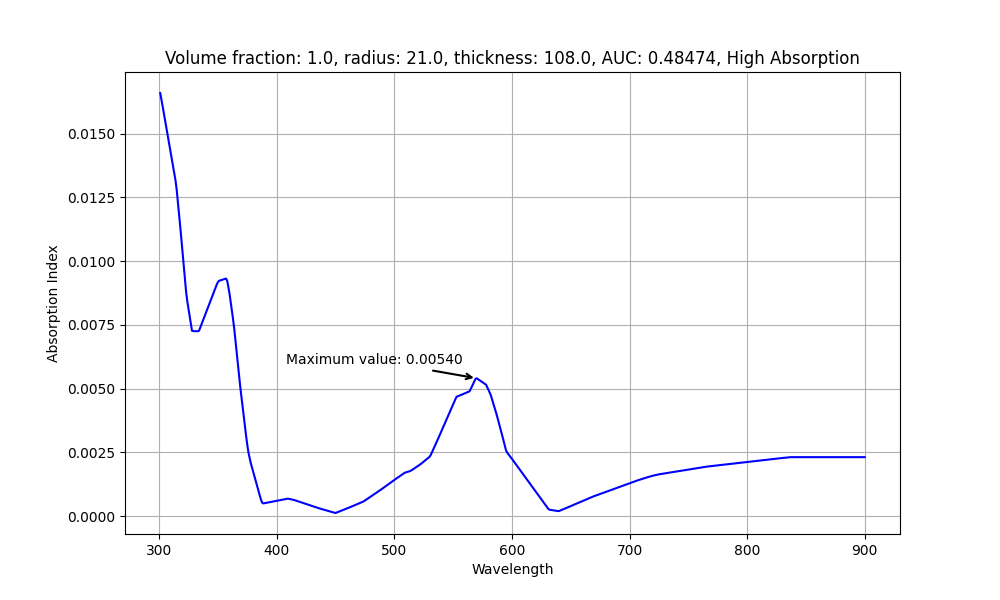 Volume fraction: 1.0, radius: 21.0, thickness: 108.0, AUC: 0.48474, High Absorption
0.0150
0.0125
0.0100
0.0075
0.0050
0.0025
0.0000
Absorption Index
Maximum value: 0.00540
300 400 500 600 700 800 900
Wavelength